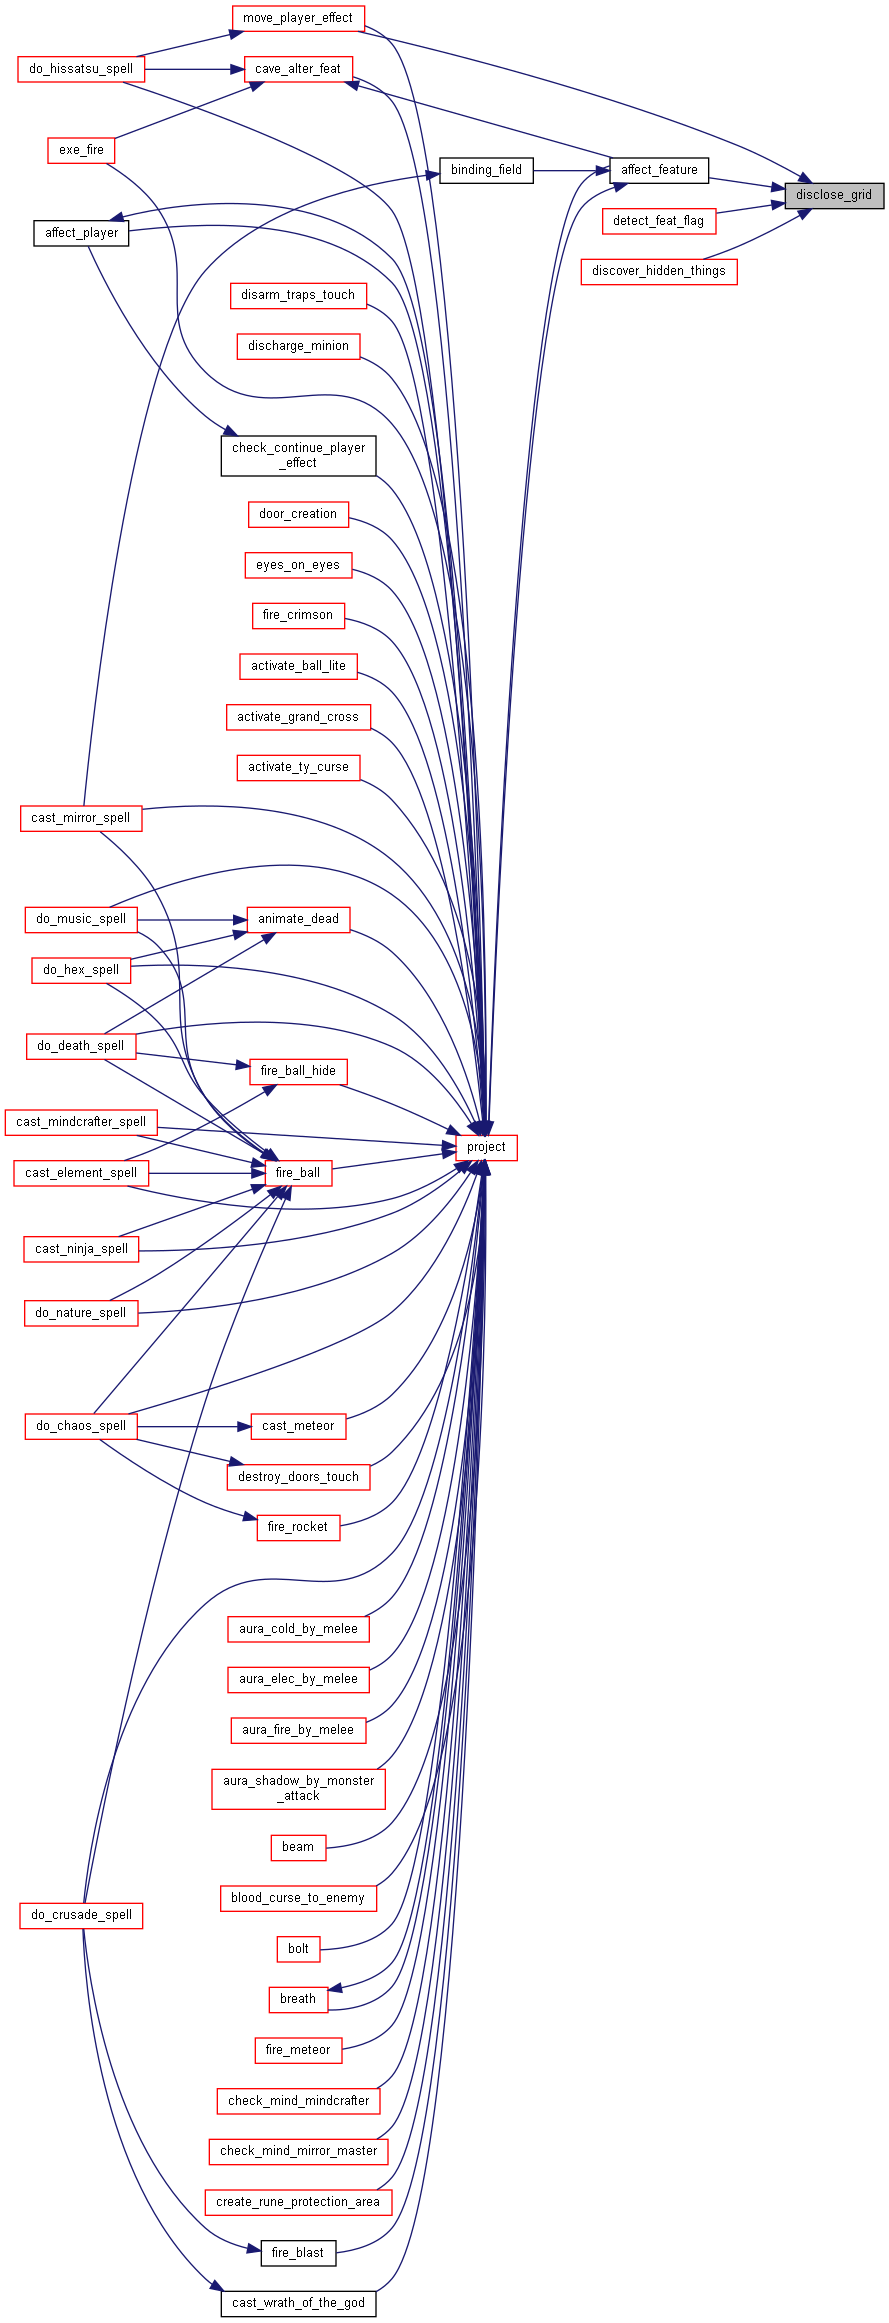 move_player_effect
do_hissatsu_spell
cave_alter_feat
exe_fire
binding_field
affect_feature
disclose_grid
affect_player
detect_feat_flag
discover_hidden_things
disarm_traps_touch
discharge_minion
check_continue_player
_effect
door_creation
eyes_on_eyes
fire_crimson
activate_ball_lite
activate_grand_cross
activate_ty_curse
cast_mirror_spell
do_music_spell
animate_dead
do_hex_spell
do_death_spell
fire_ball_hide
cast_mindcrafter_spell
project
cast_element_spell
fire_ball
cast_ninja_spell
do_nature_spell
do_chaos_spell
cast_meteor
destroy_doors_touch
fire_rocket
aura_cold_by_melee
aura_elec_by_melee
aura_fire_by_melee
aura_shadow_by_monster
_attack
beam
blood_curse_to_enemy
do_crusade_spell
bolt
breath
fire_meteor
check_mind_mindcrafter
check_mind_mirror_master
create_rune_protection_area
fire_blast
cast_wrath_of_the_god